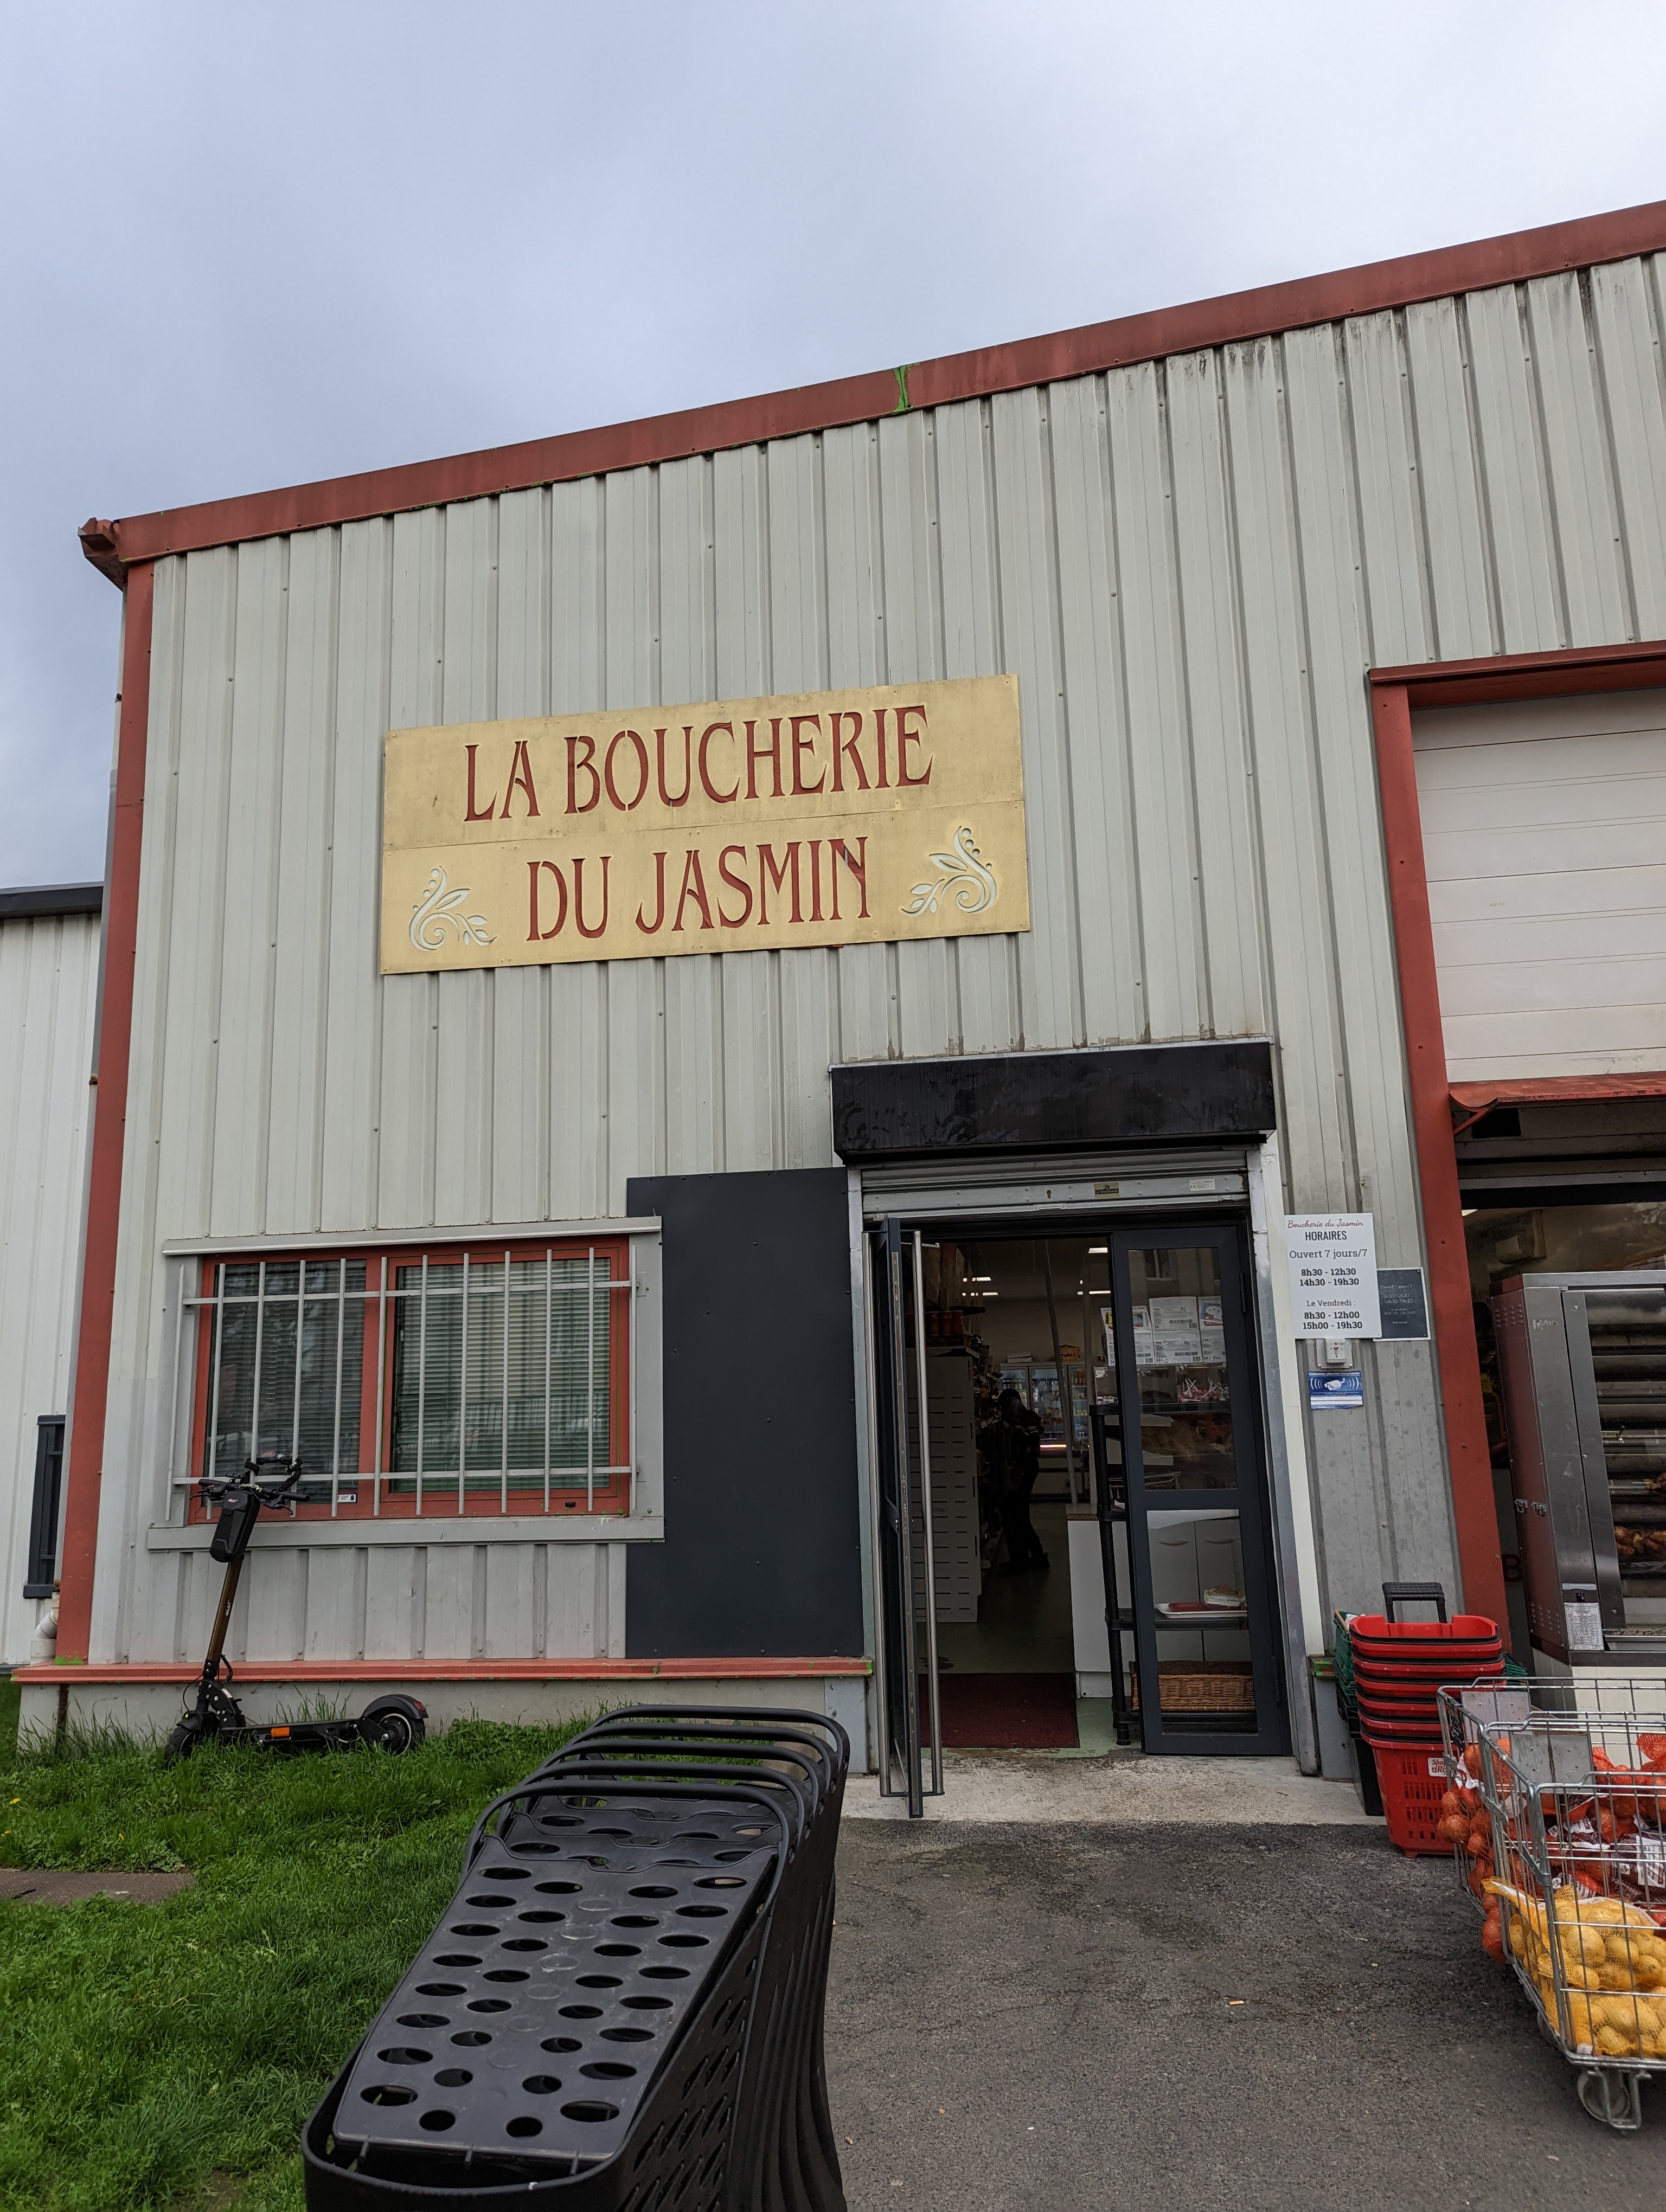 LA BOUCHERIE
DU JASMIN
Boucherie du Jasmin
HORAIRES
Ouvert 7 jours/7
8h30 - 12h30
14h30 - 19h30
Le Vendredi :
8h30 - 12h00
15h00 - 19h30